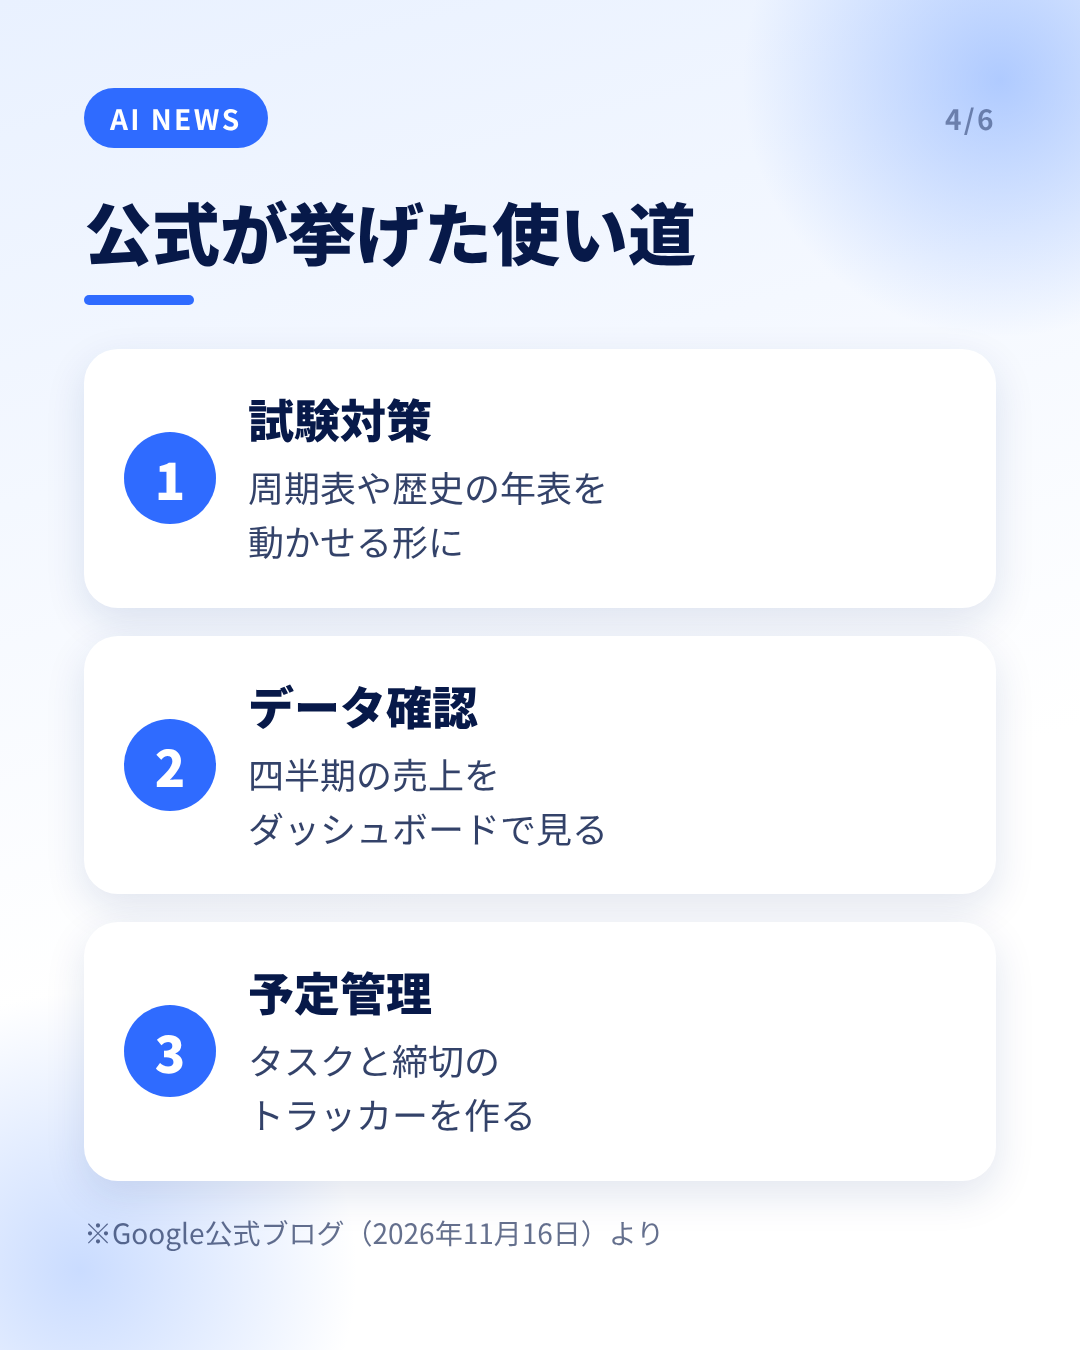 AI NEWS
4/6
公式が挙げた使い道
1
試験対策
周期表や歴史の年表を
動かせる形に
2
データ確認
四半期の売上を
ダッシュボードで見る
3
予定管理
タスクと締切の
トラッカーを作る
※Google公式ブログ（2026年11月16日）より